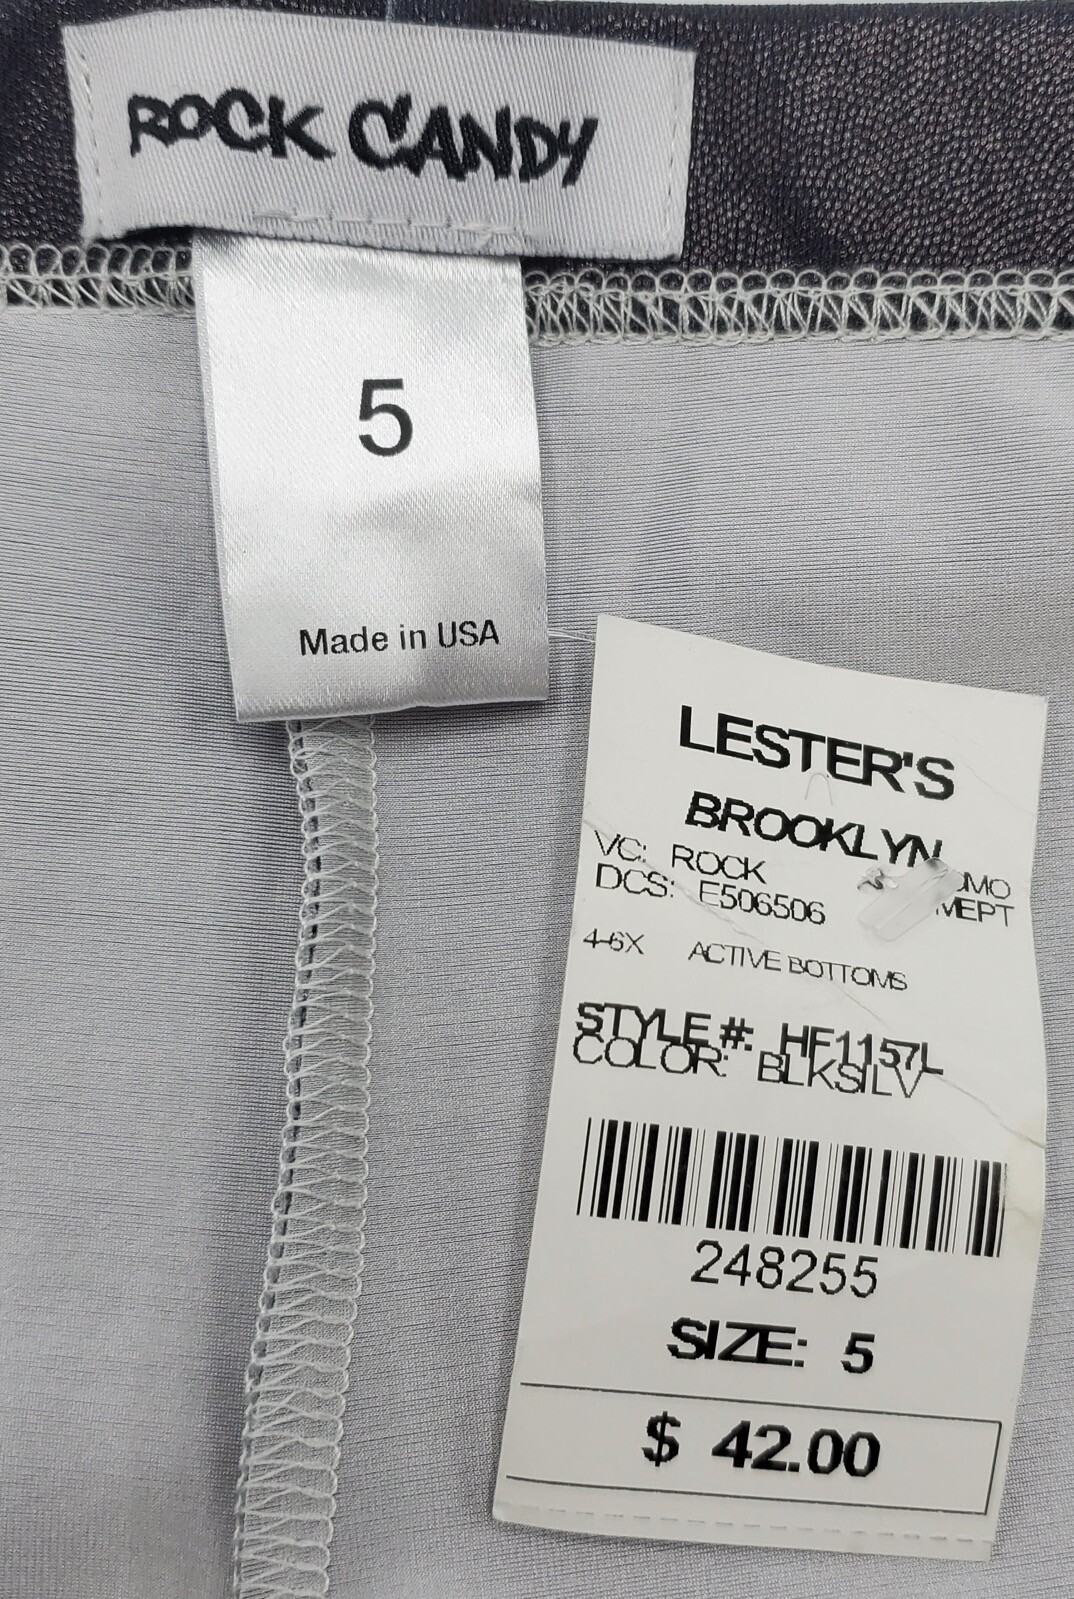 ROCK CANDY
5
Made in USA
LESTER'S
BROOKLYN
VC: ROCK
DCS: E506506
4-6X ACTIVE BOTTOMS
STYLE #: HF1157L
COLOR: BLKSILV
248255
SIZE: 5
$ 42.00